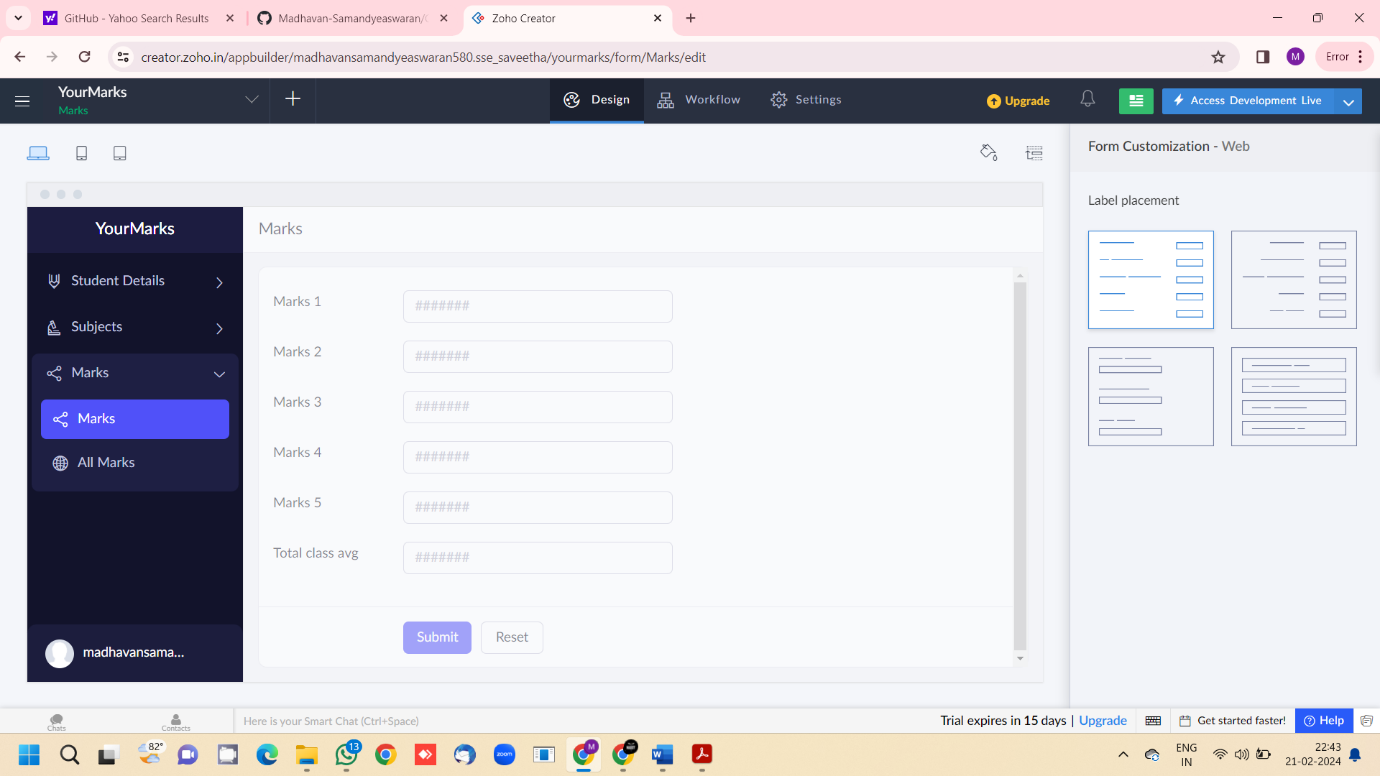 GitHub - Yahoo Search Results
Madhavan-Samandyeaswaran/
Zoho Creator
creator.zoho.in/appbuilder/madhavansamandyeaswaran580.sse_saveetha/yourmarks/form/Marks/edit
M
Error
YourMarks
Marks
Design
Workflow
Settings
Upgrade
Access Development Live
Form Customization - Web
Label placement
YourMarks
Student Details
Subjects
Marks
Marks
All Marks
madhavansama...
Marks
Marks 1
#######
Marks 2
#######
Marks 3
#######
Marks 4
#######
Marks 5
#######
Total class avg
#######
Submit
Reset
Chats
Contacts
Here is your Smart Chat (Ctrl+Space)
Trial expires in 15 days | Upgrade
Get started faster!
Help
82°
13
zoom
M
ENG
IN
22:43
21-02-2024